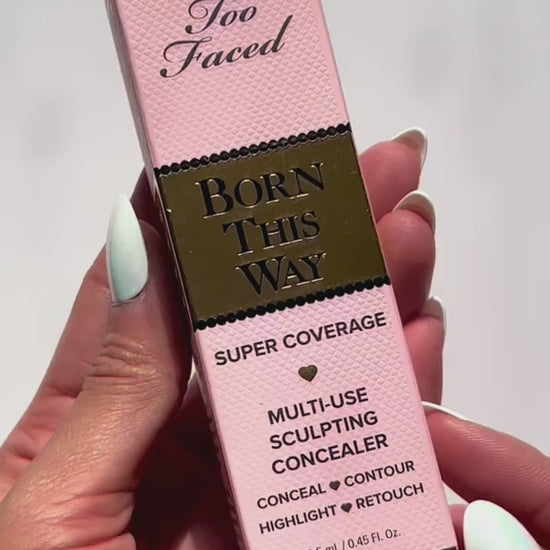 Too
Faced
BORN
THIS
WAY
SUPER COVERAGE
MULTI-USE
SCULPTING
CONCEALER
CONCEAL ♥ CONTOUR
HIGHLIGHT ♥ RETOUCH
ml / 0.45 fl. Oz.